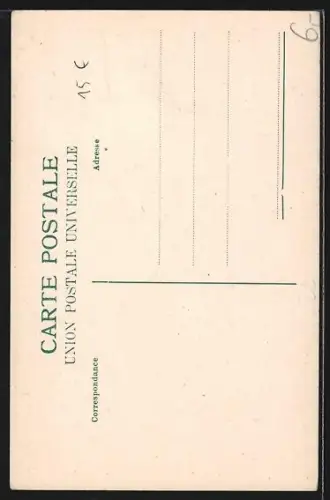 CARTE POSTALE
UNION POSTALE UNIVERSELLE
Correspondance
Adresse
15 €
6,-